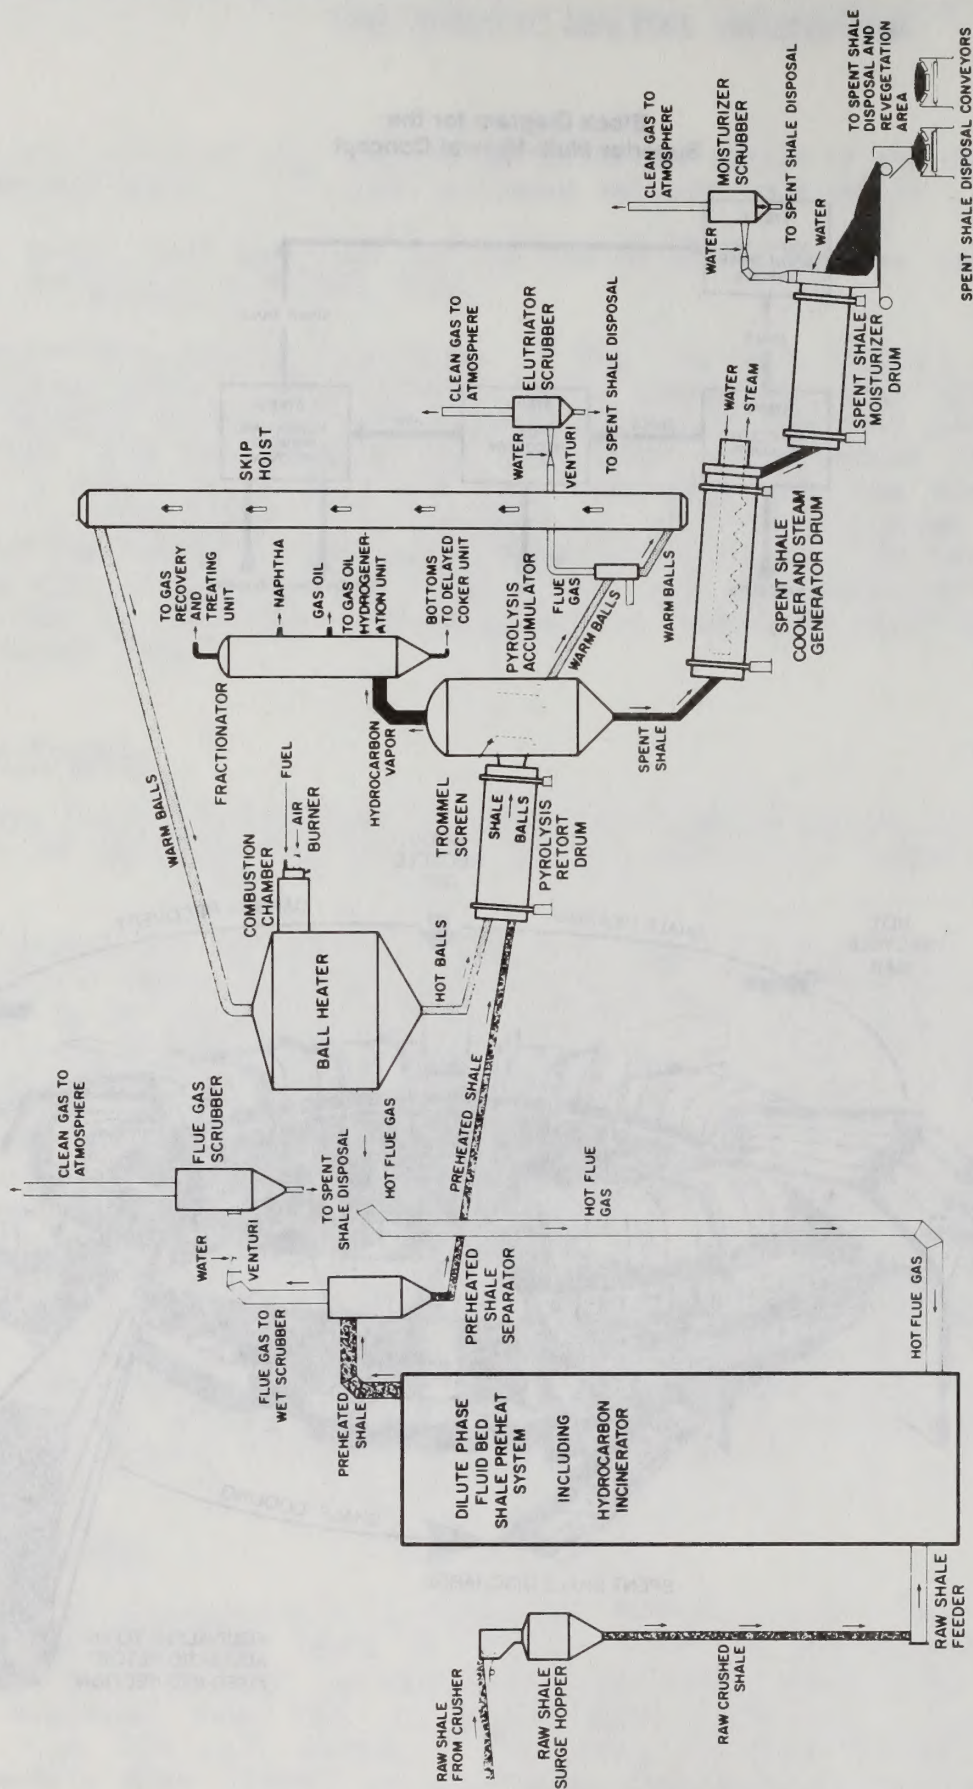 RAW SHALE
FROM CRUSHER
RAW SHALE
SURGE HOPPER
RAW CRUSHED
SHALE
RAW SHALE
FEEDER
DILUTE PHASE
FLUID BED
SHALE PREHEAT
SYSTEM
INCLUDING
HYDROCARBON
INCINERATOR
PREHEATED
SHALE
FLUE GAS TO
WET SCRUBBER
WATER
VENTURI
CLEAN GAS TO
ATMOSPHERE
FLUE GAS
SCRUBBER
TO SPENT
SHALE DISPOSAL
PREHEATED
SHALE
SEPARATOR
PREHEATED SHALE
HOT FLUE GAS
HOT FLUE
GAS
HOT FLUE GAS
WARM BALLS
COMBUSTION
CHAMBER
FUEL
AIR
BURNER
BALL HEATER
HOT BALLS
FRACTIONATOR
TO GAS
RECOVERY
AND
TREATING
UNIT
NAPHTHA
GAS OIL
TO GAS OIL
HYDROGENER-
ATION UNIT
BOTTOMS
TO DELAYED
COKER UNIT
HYDROCARBON
VAPOR
TROMMEL
SCREEN
SHALE
BALLS
PYROLYSIS
RETORT
DRUM
PYROLYSIS
ACCUMULATOR
SPENT
SHALE
SKIP
HOIST
FLUE
GAS
WARM BALLS
WARM BALLS
CLEAN GAS TO
ATMOSPHERE
ELUTRIATOR
SCRUBBER
WATER
VENTURI
TO SPENT SHALE DISPOSAL
WATER
STEAM
SPENT SHALE
COOLER AND STEAM
GENERATOR DRUM
CLEAN GAS TO
ATMOSPHERE
MOISTURIZER
SCRUBBER
WATER
TO SPENT SHALE DISPOSAL
WATER
SPENT SHALE
MOISTURIZER
DRUM
TO SPENT SHALE
DISPOSAL AND
REVEGETATION
AREA
SPENT SHALE DISPOSAL CONVEYORS